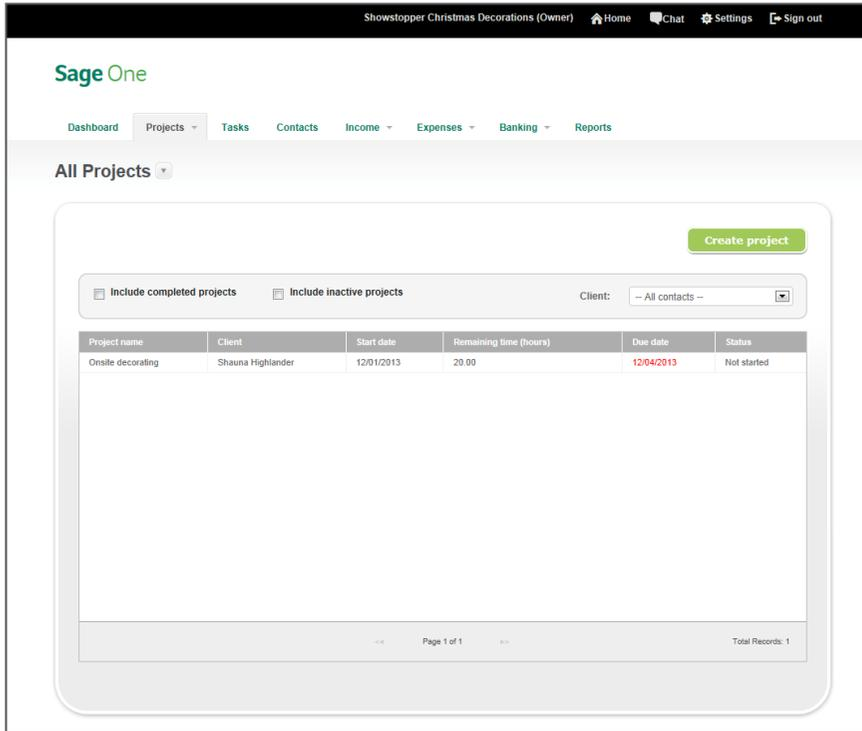 Showstopper Christmas Decorations (Owner) Home Chat Settings Sign out
Sage One
Dashboard Projects Tasks Contacts Income Expenses Banking Reports
All Projects
Create project
Include completed projects Include inactive projects Client: -- All contacts --
Project name Client Start date Remaining time (hours) Due date Status
Onsite decorating Shauna Highlander 12/01/2013 20.00 12/04/2013 Not started
<< Page 1 of 1 >> Total Records: 1